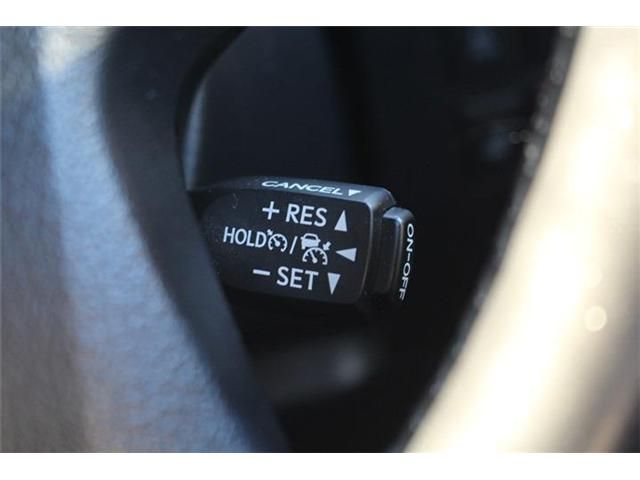 CANCEL▼
+ RES ▲
HOLD / ◀
− SET ▼
ON-OFF